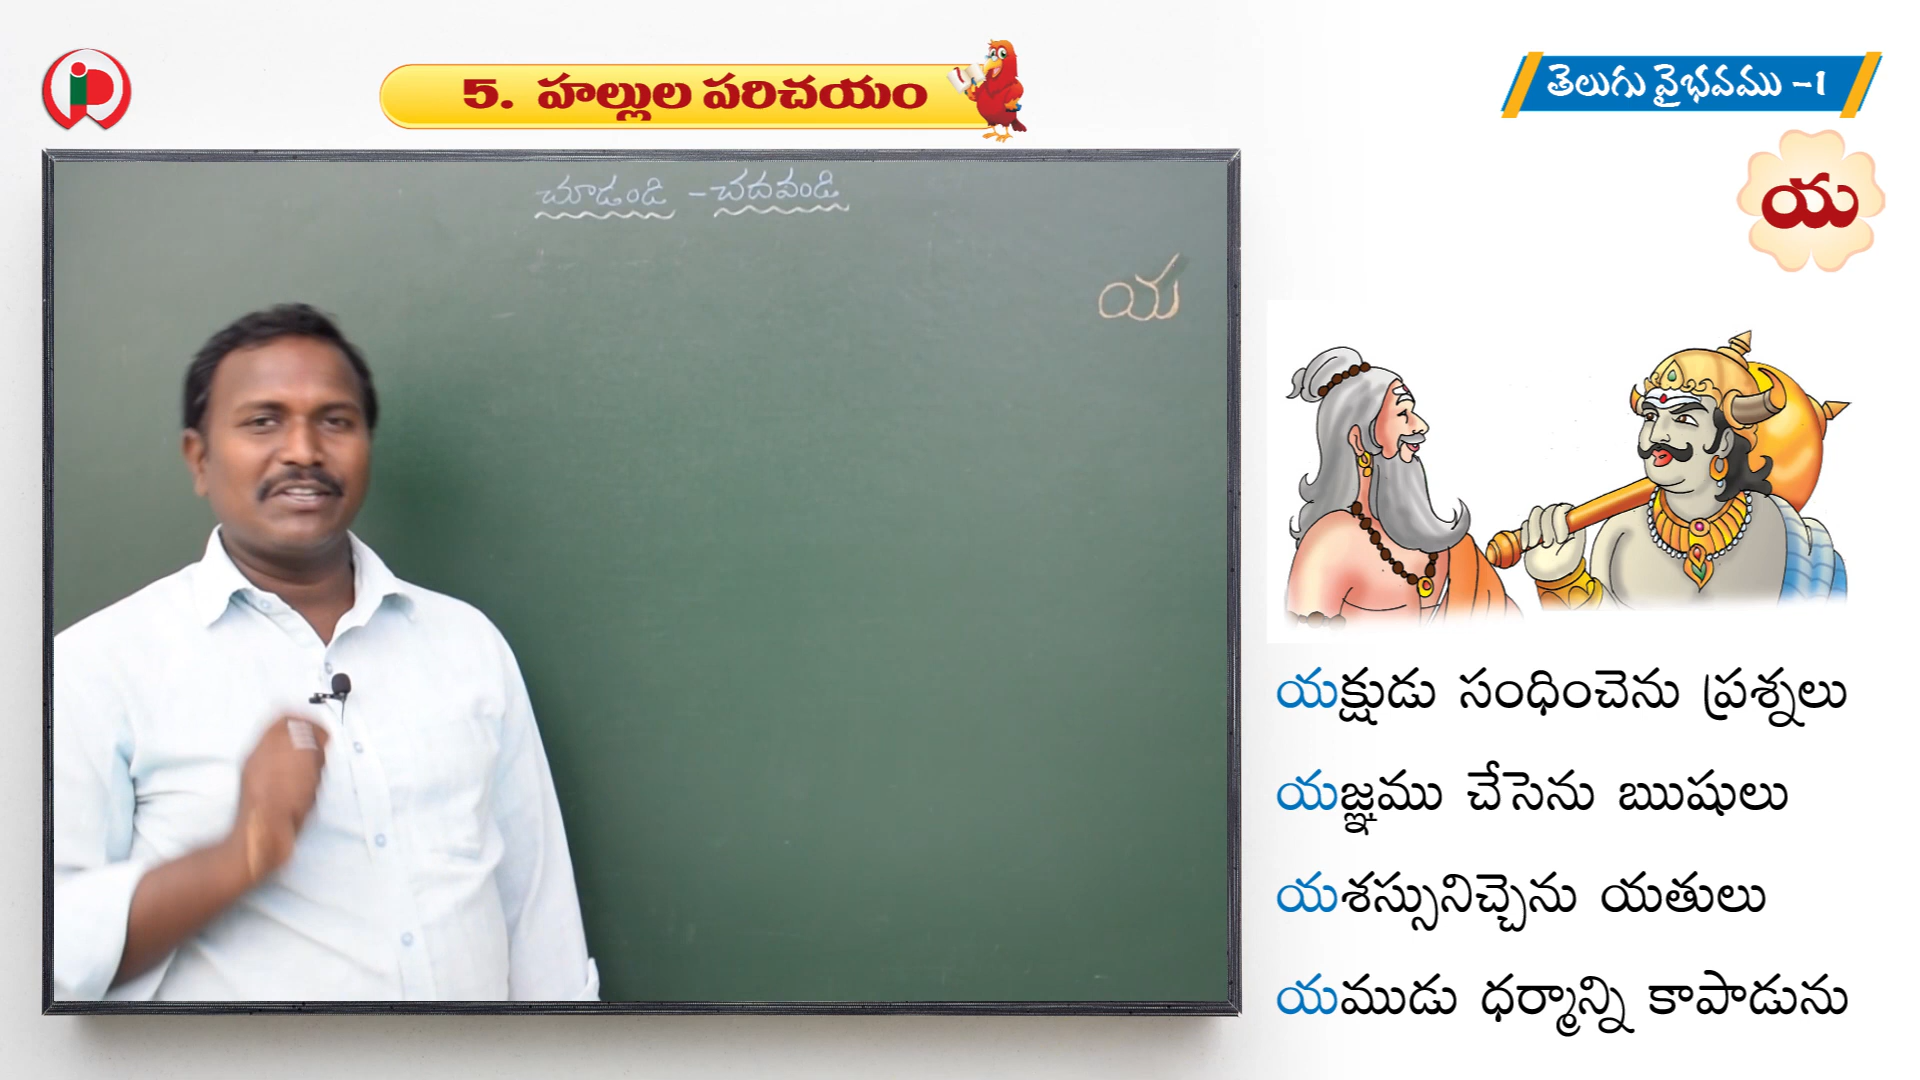 5. హల్లుల పరిచయం
తెలుగు వైభవము -1
చూడండి - చదవండి
య
య
యక్షుడు సంధించెను ప్రశ్నలు
యజ్ఞము చేసెను ఋషులు
యశస్సునిచ్చెను యతులు
యముడు ధర్మాన్ని కాపాడును